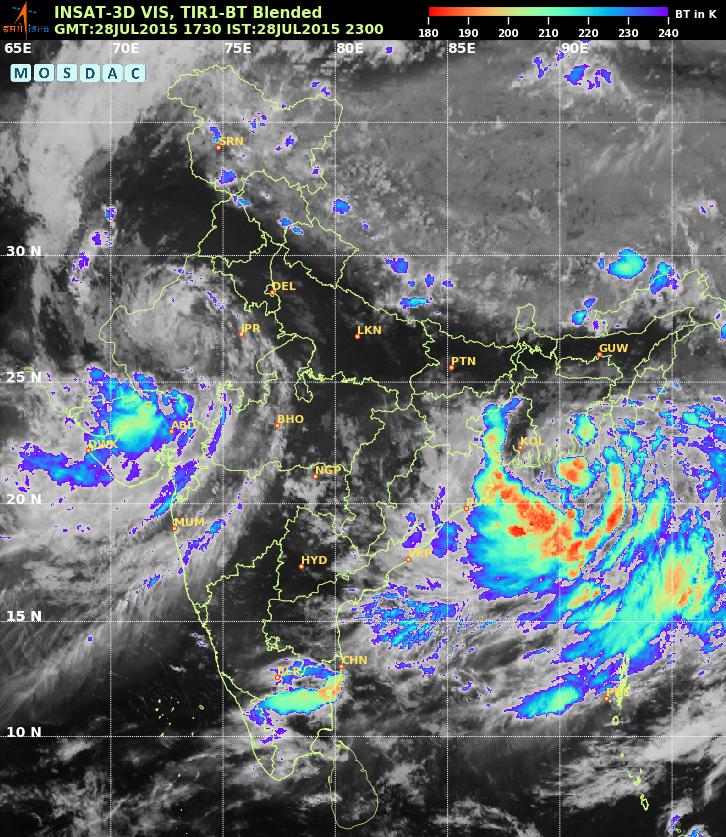 INSAT-3D VIS, TIR1-BT Blended
GMT:28JUL2015 1730 IST:28JUL2015 2300
BT in K
180 190 200 210 220 230 240
65E 70E 75E 80E 85E 90E
MOSDAC
SRN
30 N
DEL
JPR
LKN
GUW
PTN
25 N
ABD
BHO
KOL
DWK
NGP
20 N
MUM
VKP
HYD
15 N
CHN
BLR
PBL
10 N